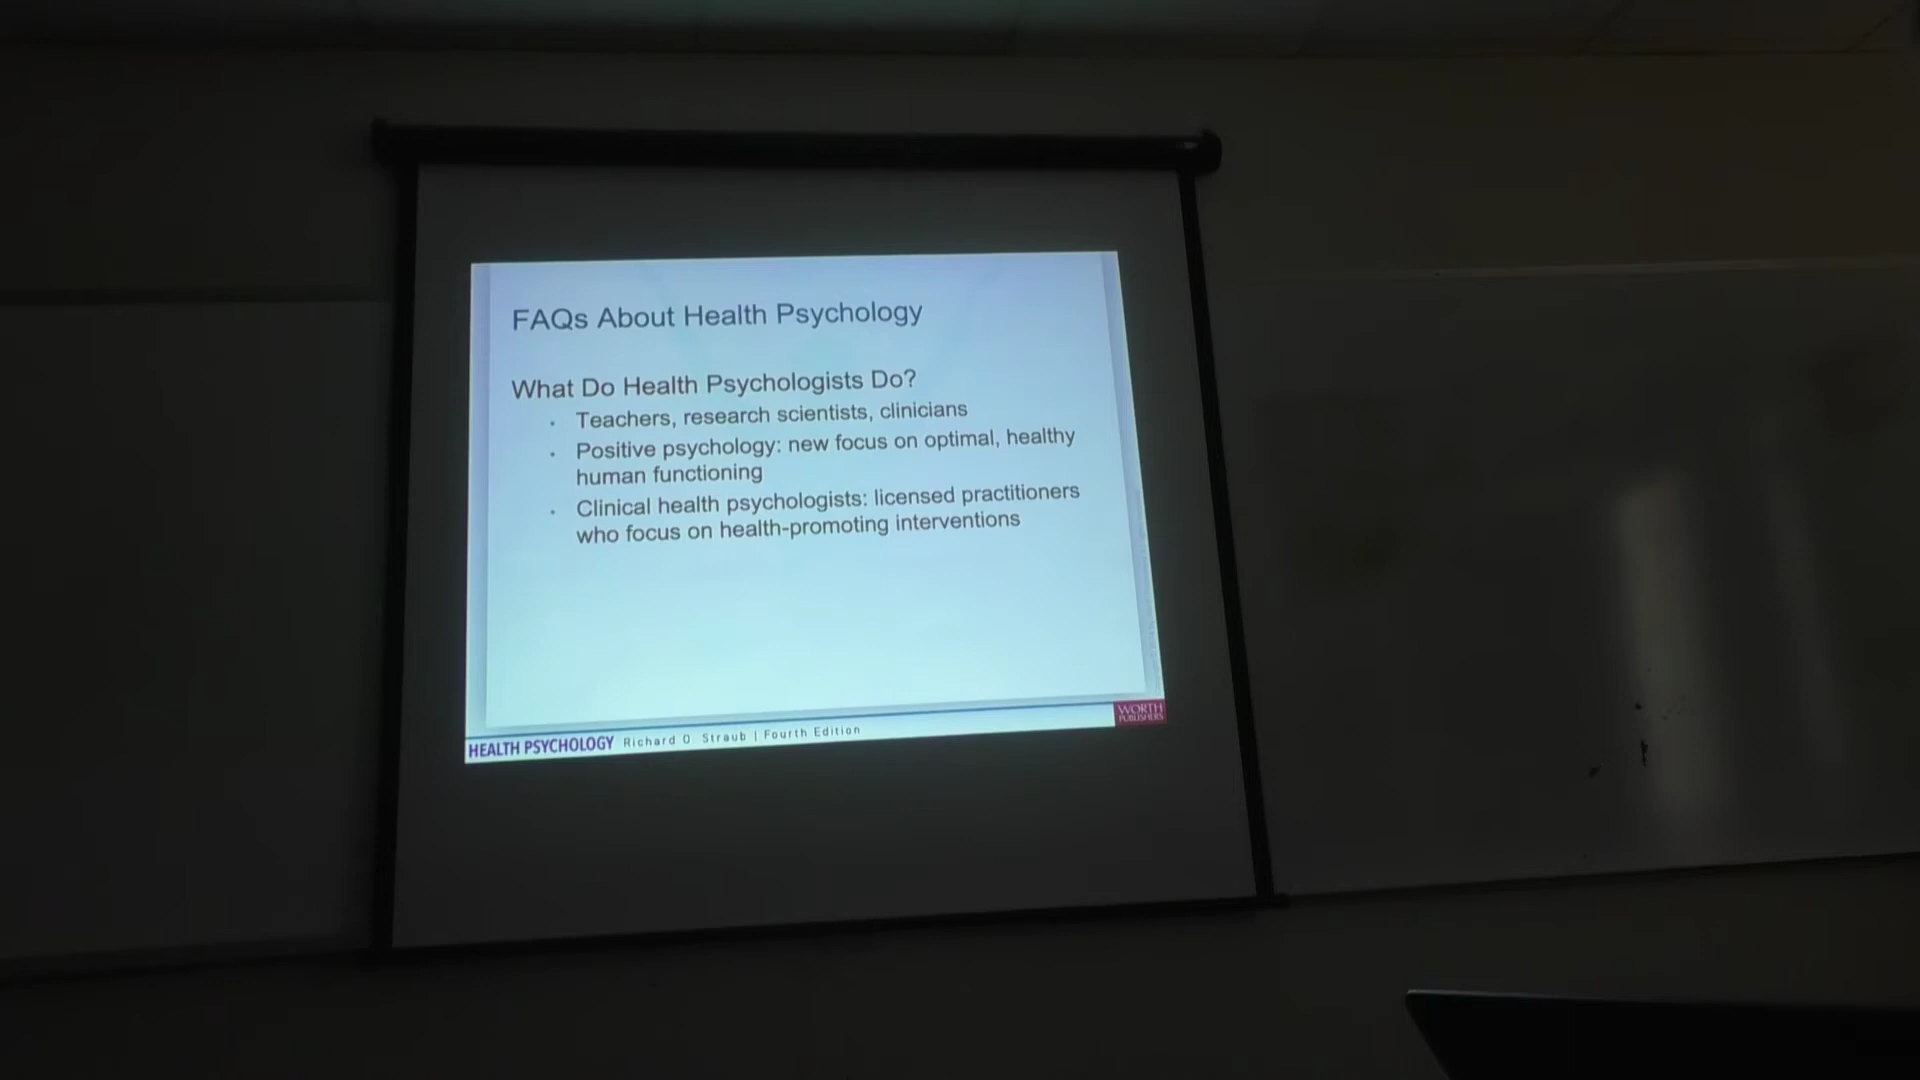 FAQs About Health Psychology
What Do Health Psychologists Do?
· Teachers, research scientists, clinicians
· Positive psychology: new focus on optimal, healthy
human functioning
· Clinical health psychologists: licensed practitioners
who focus on health-promoting interventions
HEALTH PSYCHOLOGY Richard O. Straub | Fourth Edition
WORTH
PUBLISHERS